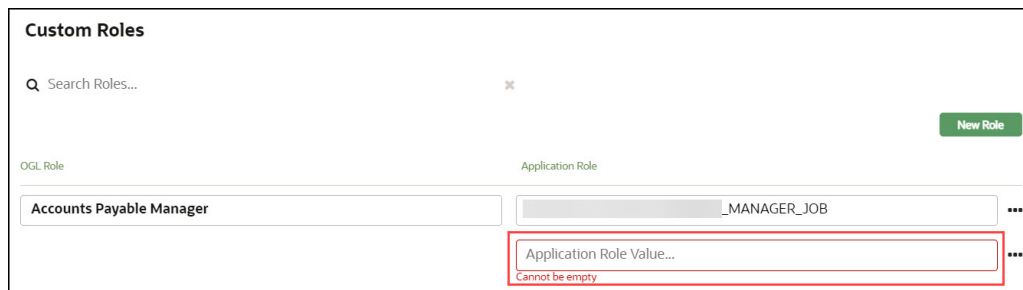 Custom Roles
Search Roles...
New Role
OGL Role
Application Role
Accounts Payable Manager
_MANAGER_JOB
Application Role Value...
Cannot be empty